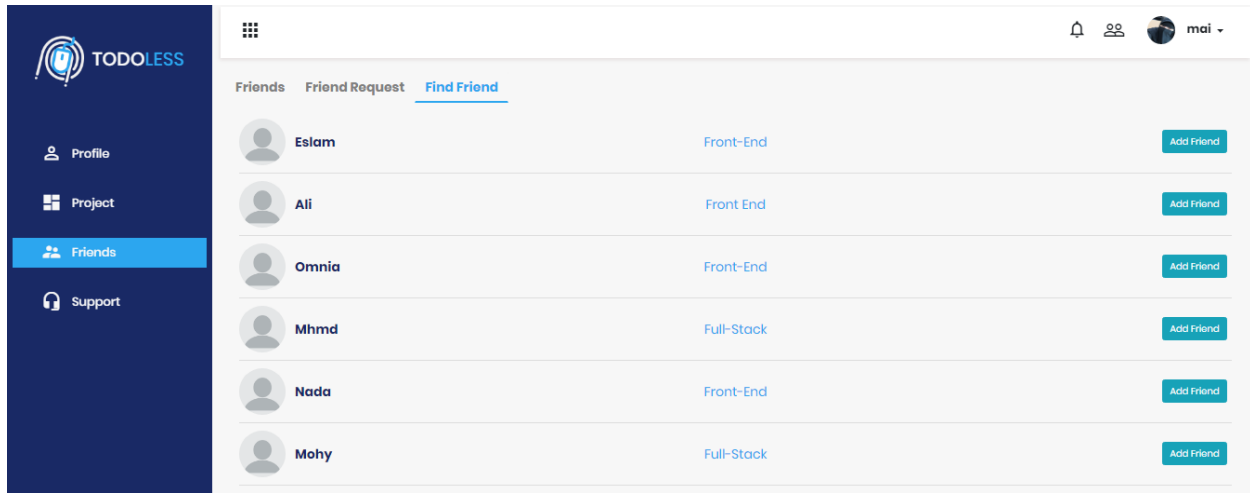 TODOLESS
mai
Profile
Project
Friends
Support
Friends Friend Request Find Friend
Eslam Front-End Add Friend
Ali Front End Add Friend
Omnia Front-End Add Friend
Mhmd Full-Stack Add Friend
Nada Front-End Add Friend
Mohy Full-Stack Add Friend